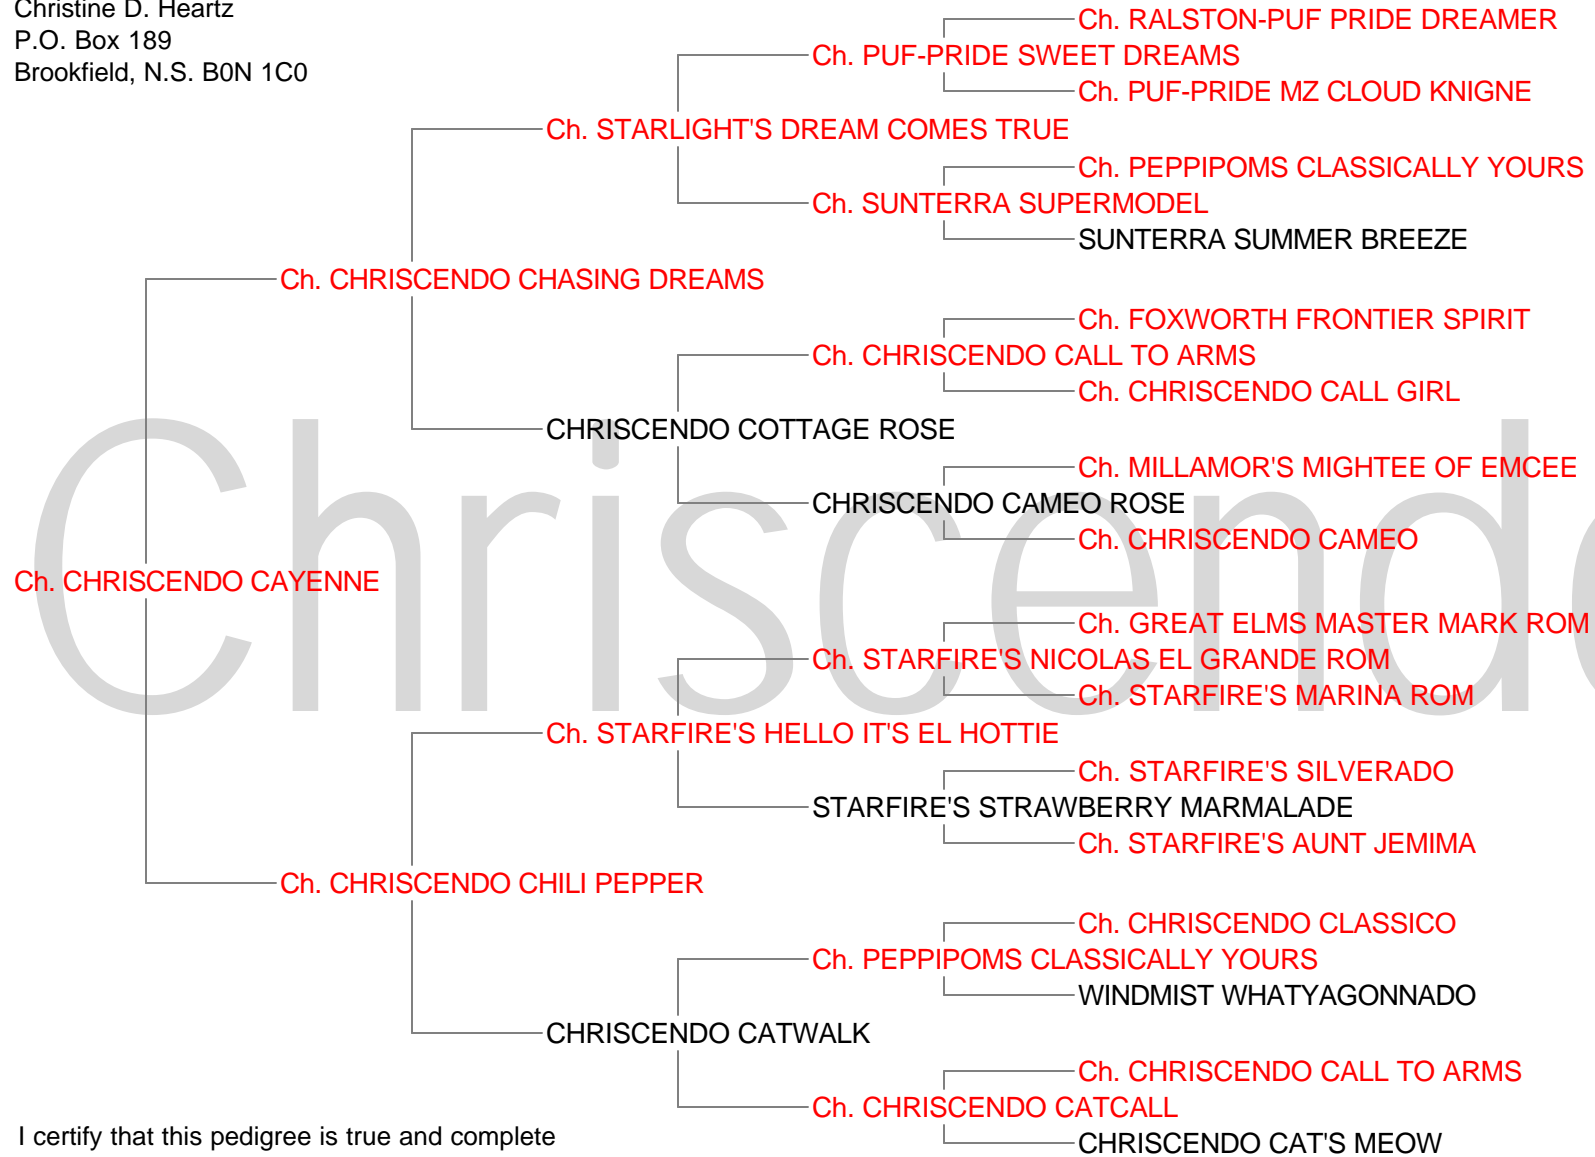 Christine D. Heartz
P.O. Box 189
Brookfield, N.S. B0N 1C0
Ch. RALSTON-PUF PRIDE DREAMER
Ch. PUF-PRIDE SWEET DREAMS
Ch. PUF-PRIDE MZ CLOUD KNIGNE
Ch. STARLIGHT'S DREAM COMES TRUE
Ch. PEPPIPOMS CLASSICALLY YOURS
Ch. SUNTERRA SUPERMODEL
SUNTERRA SUMMER BREEZE
Ch. CHRISCENDO CHASING DREAMS
Ch. FOXWORTH FRONTIER SPIRIT
Ch. CHRISCENDO CALL TO ARMS
Ch. CHRISCENDO CALL GIRL
CHRISCENDO COTTAGE ROSE
Ch. MILLAMOR'S MIGHTEE OF EMCEE
CHRISCENDO CAMEO ROSE
Ch. CHRISCENDO CAMEO
Chriscendo
Ch. CHRISCENDO CAYENNE
Ch. GREAT ELMS MASTER MARK ROM
Ch. STARFIRE'S NICOLAS EL GRANDE ROM
Ch. STARFIRE'S MARINA ROM
Ch. STARFIRE'S HELLO IT'S EL HOTTIE
Ch. STARFIRE'S SILVERADO
STARFIRE'S STRAWBERRY MARMALADE
Ch. STARFIRE'S AUNT JEMIMA
Ch. CHRISCENDO CHILI PEPPER
Ch. CHRISCENDO CLASSICO
Ch. PEPPIPOMS CLASSICALLY YOURS
WINDMIST WHATYAGONNADO
CHRISCENDO CATWALK
Ch. CHRISCENDO CALL TO ARMS
Ch. CHRISCENDO CATCALL
CHRISCENDO CAT'S MEOW
I certify that this pedigree is true and complete